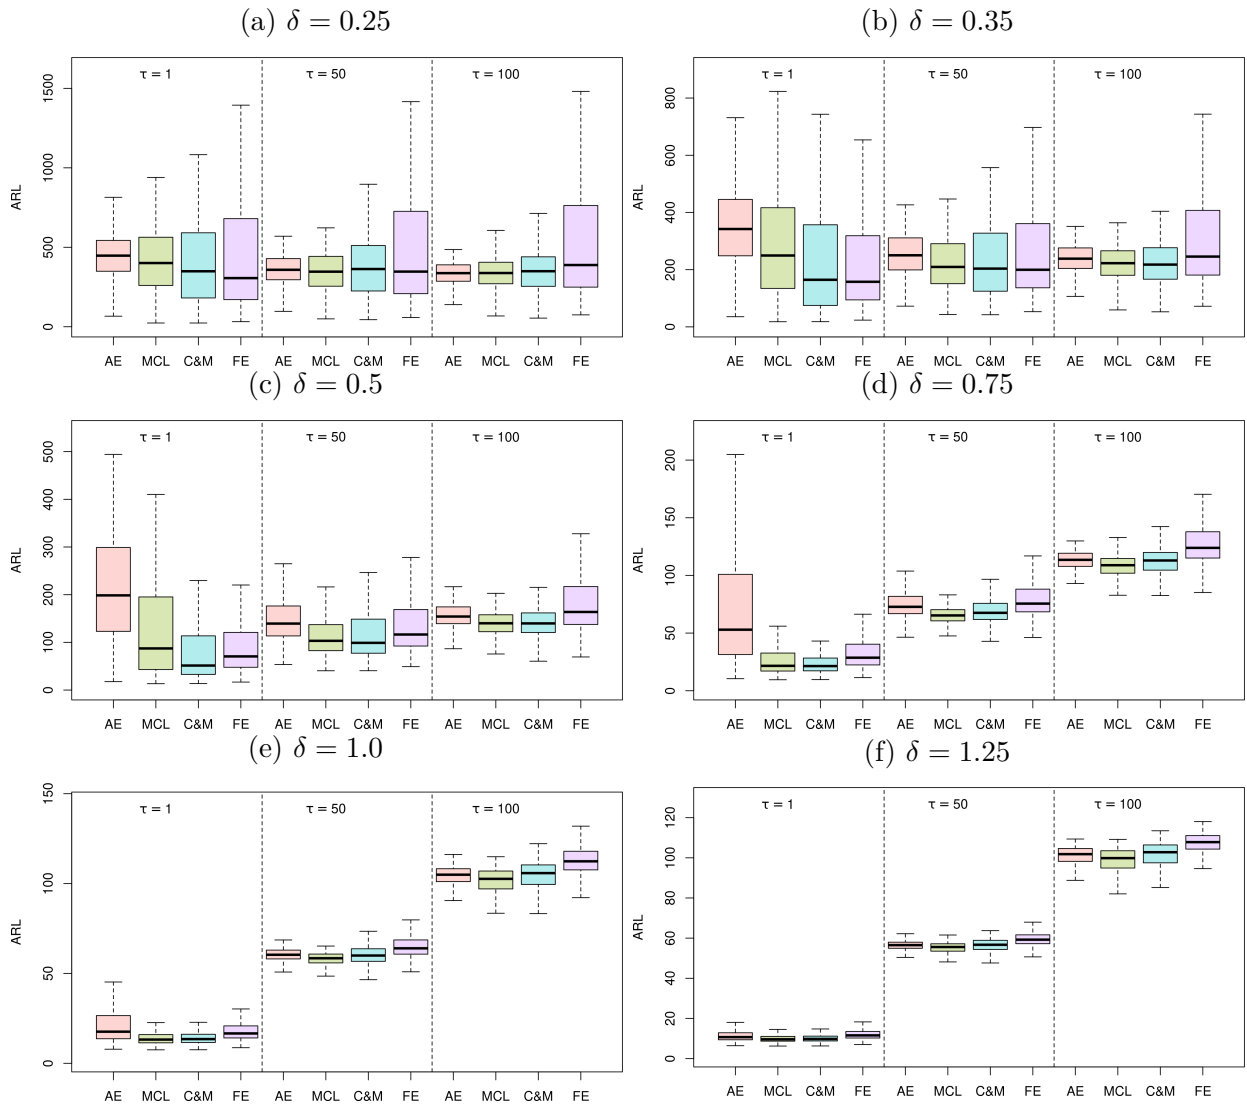 (a) δ = 0.25
ARL
0
500
1000
1500
τ = 1
τ = 50
τ = 100
AE MCL C&M FE AE MCL C&M FE AE MCL C&M FE
(b) δ = 0.35
ARL
0
200
400
600
800
τ = 1
τ = 50
τ = 100
AE MCL C&M FE AE MCL C&M FE AE MCL C&M FE
(c) δ = 0.5
ARL
0
100
200
300
400
500
τ = 1
τ = 50
τ = 100
AE MCL C&M FE AE MCL C&M FE AE MCL C&M FE
(d) δ = 0.75
ARL
0
50
100
150
200
τ = 1
τ = 50
τ = 100
AE MCL C&M FE AE MCL C&M FE AE MCL C&M FE
(e) δ = 1.0
ARL
0
50
100
150
τ = 1
τ = 50
τ = 100
AE MCL C&M FE AE MCL C&M FE AE MCL C&M FE
(f) δ = 1.25
ARL
0
20
40
60
80
100
120
τ = 1
τ = 50
τ = 100
AE MCL C&M FE AE MCL C&M FE AE MCL C&M FE